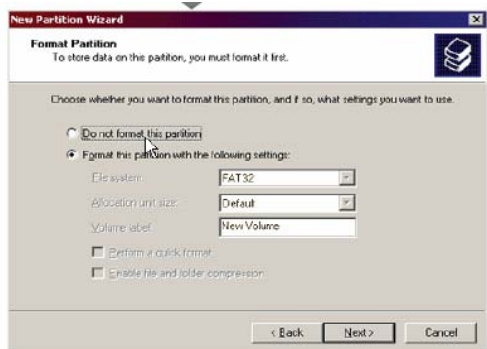 New Partition Wizard
Format Partition
To store data on this partition, you must format it first.
Choose whether you want to format this partition, and if so, what settings you want to use.
Do not format this partition
Format this partition with the following settings:
File system:
FAT32
Allocation unit size:
Default
Volume label:
New Volume
Perform a quick format
Enable file and folder compression
< Back
Next >
Cancel